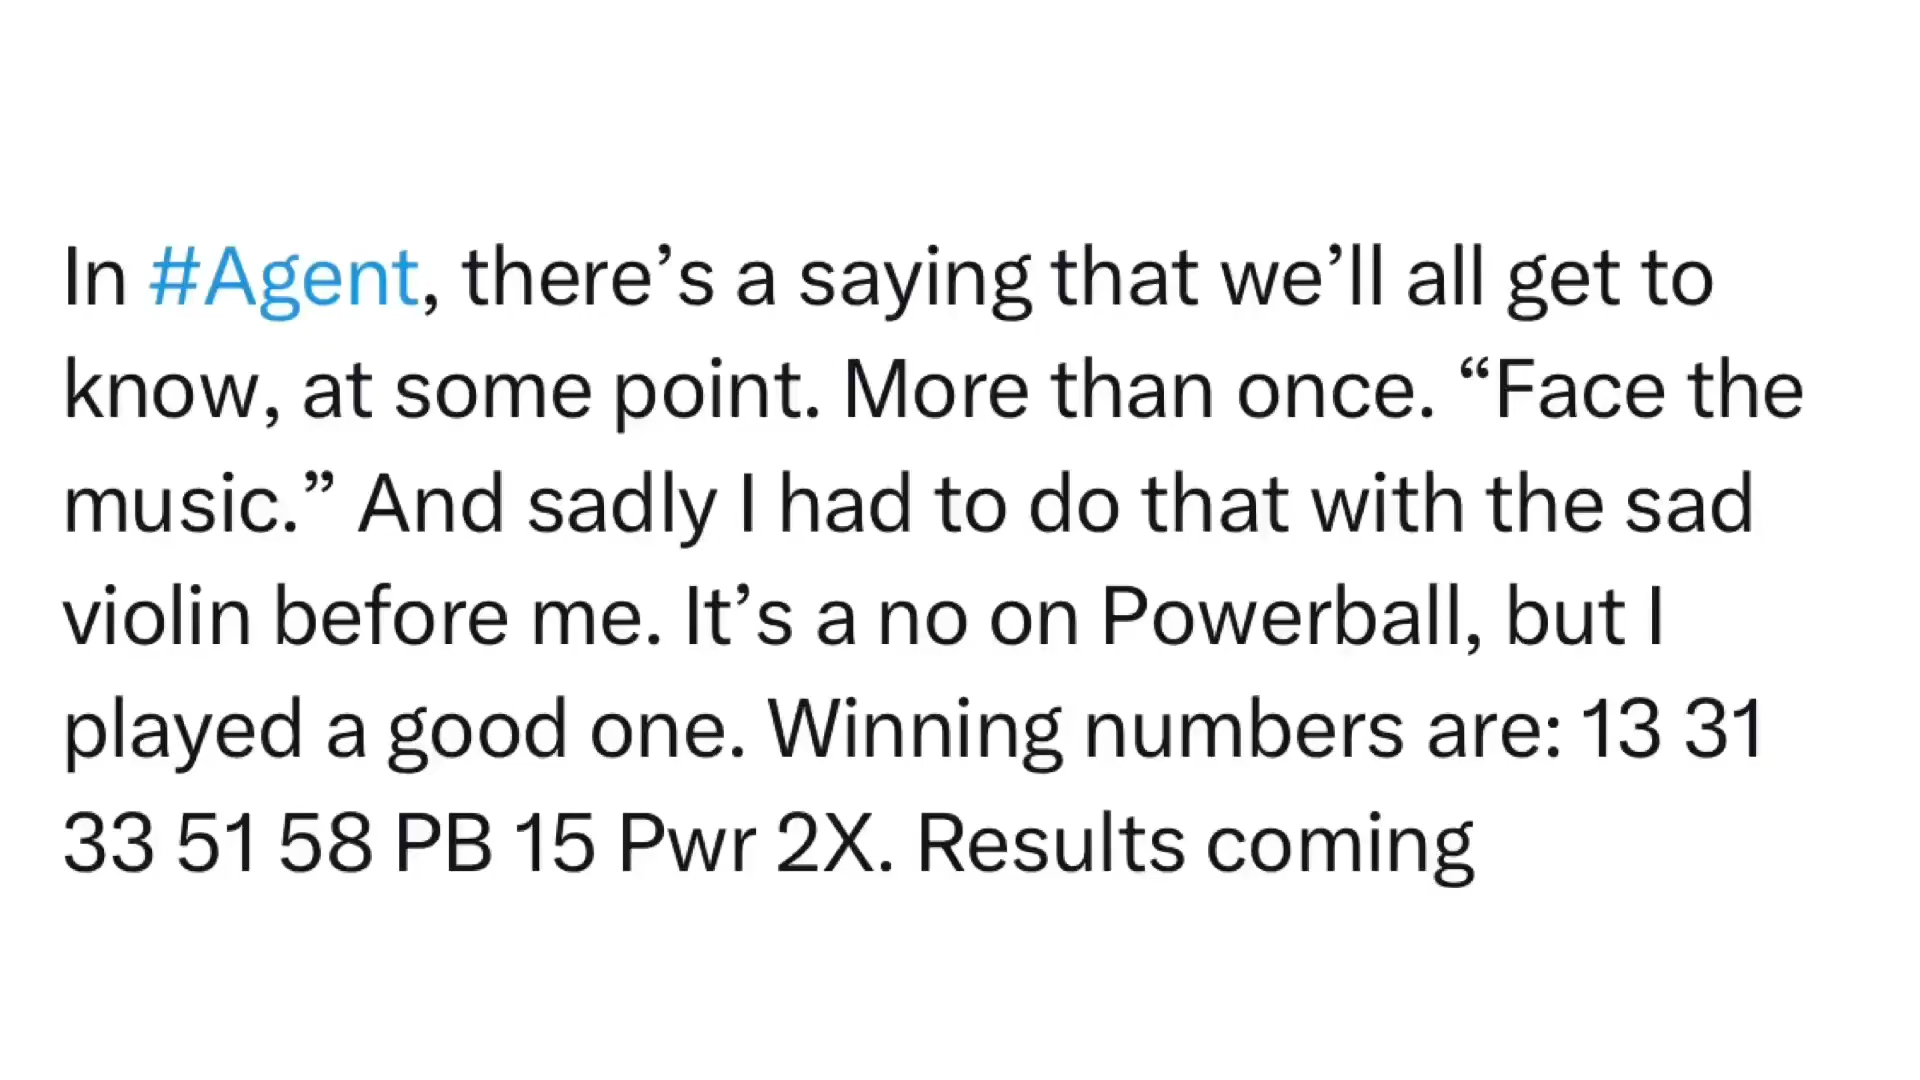 In #Agent, there’s a saying that we’ll all get to
know, at some point. More than once. “Face the
music.” And sadly I had to do that with the sad
violin before me. It’s a no on Powerball, but I
played a good one. Winning numbers are: 13 31
33 51 58 PB 15 Pwr 2X. Results coming